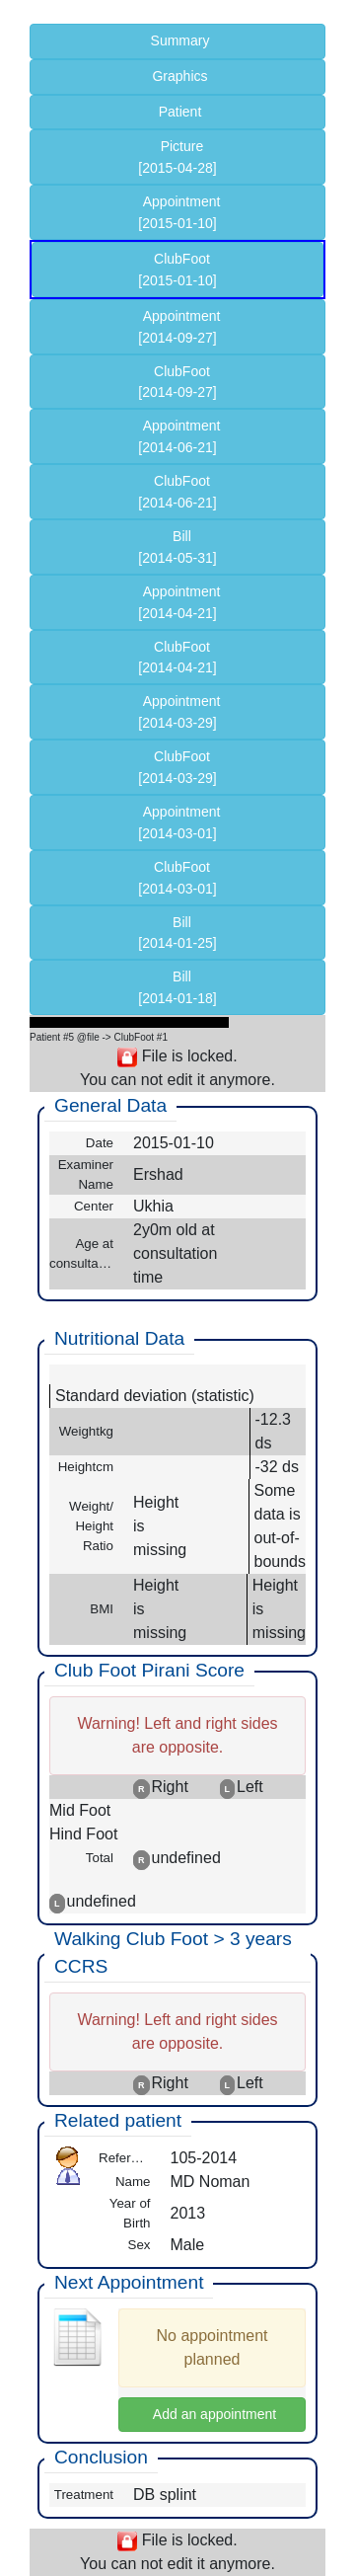 Summary
Graphics
Patient
Picture
[2015-04-28]
Appointment
[2015-01-10]
ClubFoot
[2015-01-10]
Appointment
[2014-09-27]
ClubFoot
[2014-09-27]
Appointment
[2014-06-21]
ClubFoot
[2014-06-21]
Bill
[2014-05-31]
Appointment
[2014-04-21]
ClubFoot
[2014-04-21]
Appointment
[2014-03-29]
ClubFoot
[2014-03-29]
Appointment
[2014-03-01]
ClubFoot
[2014-03-01]
Bill
[2014-01-25]
Bill
[2014-01-18]
Patient #5 @file -> ClubFoot #1
File is locked.
You can not edit it anymore.
General Data
Date 2015-01-10
Examiner
Name
Ershad
Center Ukhia
Age at
consulta…
2y0m old at
consultation
time
Nutritional Data
Standard deviation (statistic)
Weightkg
-12.3
ds
Heightcm -32 ds
Weight/
Height
Ratio
Height
is
missing
Some
data is
out-of-
bounds
BMI
Height
is
missing
Height
is
missing
Club Foot Pirani Score
Warning! Left and right sides
are opposite.
R Right L Left
Mid Foot
Hind Foot
Total R undefined
L undefined
Walking Club Foot > 3 years
CCRS
Warning! Left and right sides
are opposite.
R Right L Left
Related patient
Refer… 105-2014
Name MD Noman
Year of
Birth
2013
Sex Male
Next Appointment
No appointment
planned
Add an appointment
Conclusion
Treatment DB splint
File is locked.
You can not edit it anymore.